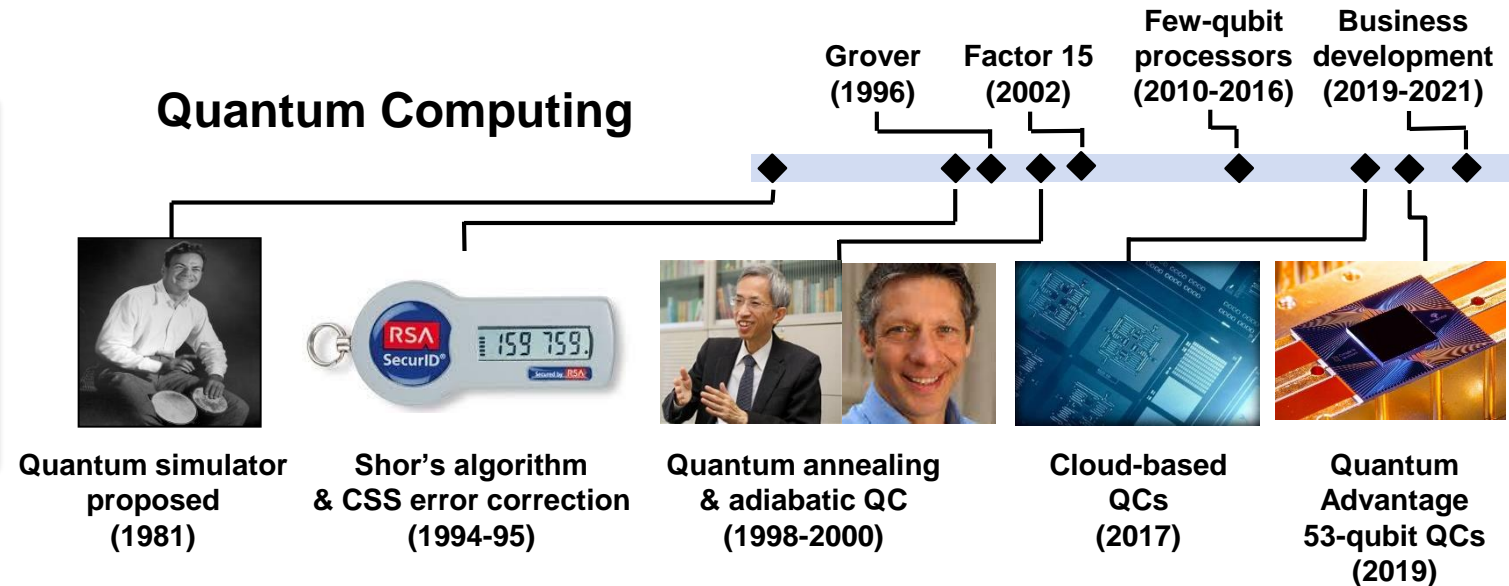 Quantum Computing
Grover
(1996)
Factor 15
(2002)
Few-qubit
processors
(2010-2016)
Business
development
(2019-2021)
RSA
SecurID®
159 759.
Secured by RSA
Quantum simulator
proposed
(1981)
Shor's algorithm
& CSS error correction
(1994-95)
Quantum annealing
& adiabatic QC
(1998-2000)
Cloud-based
QCs
(2017)
Quantum
Advantage
53-qubit QCs
(2019)